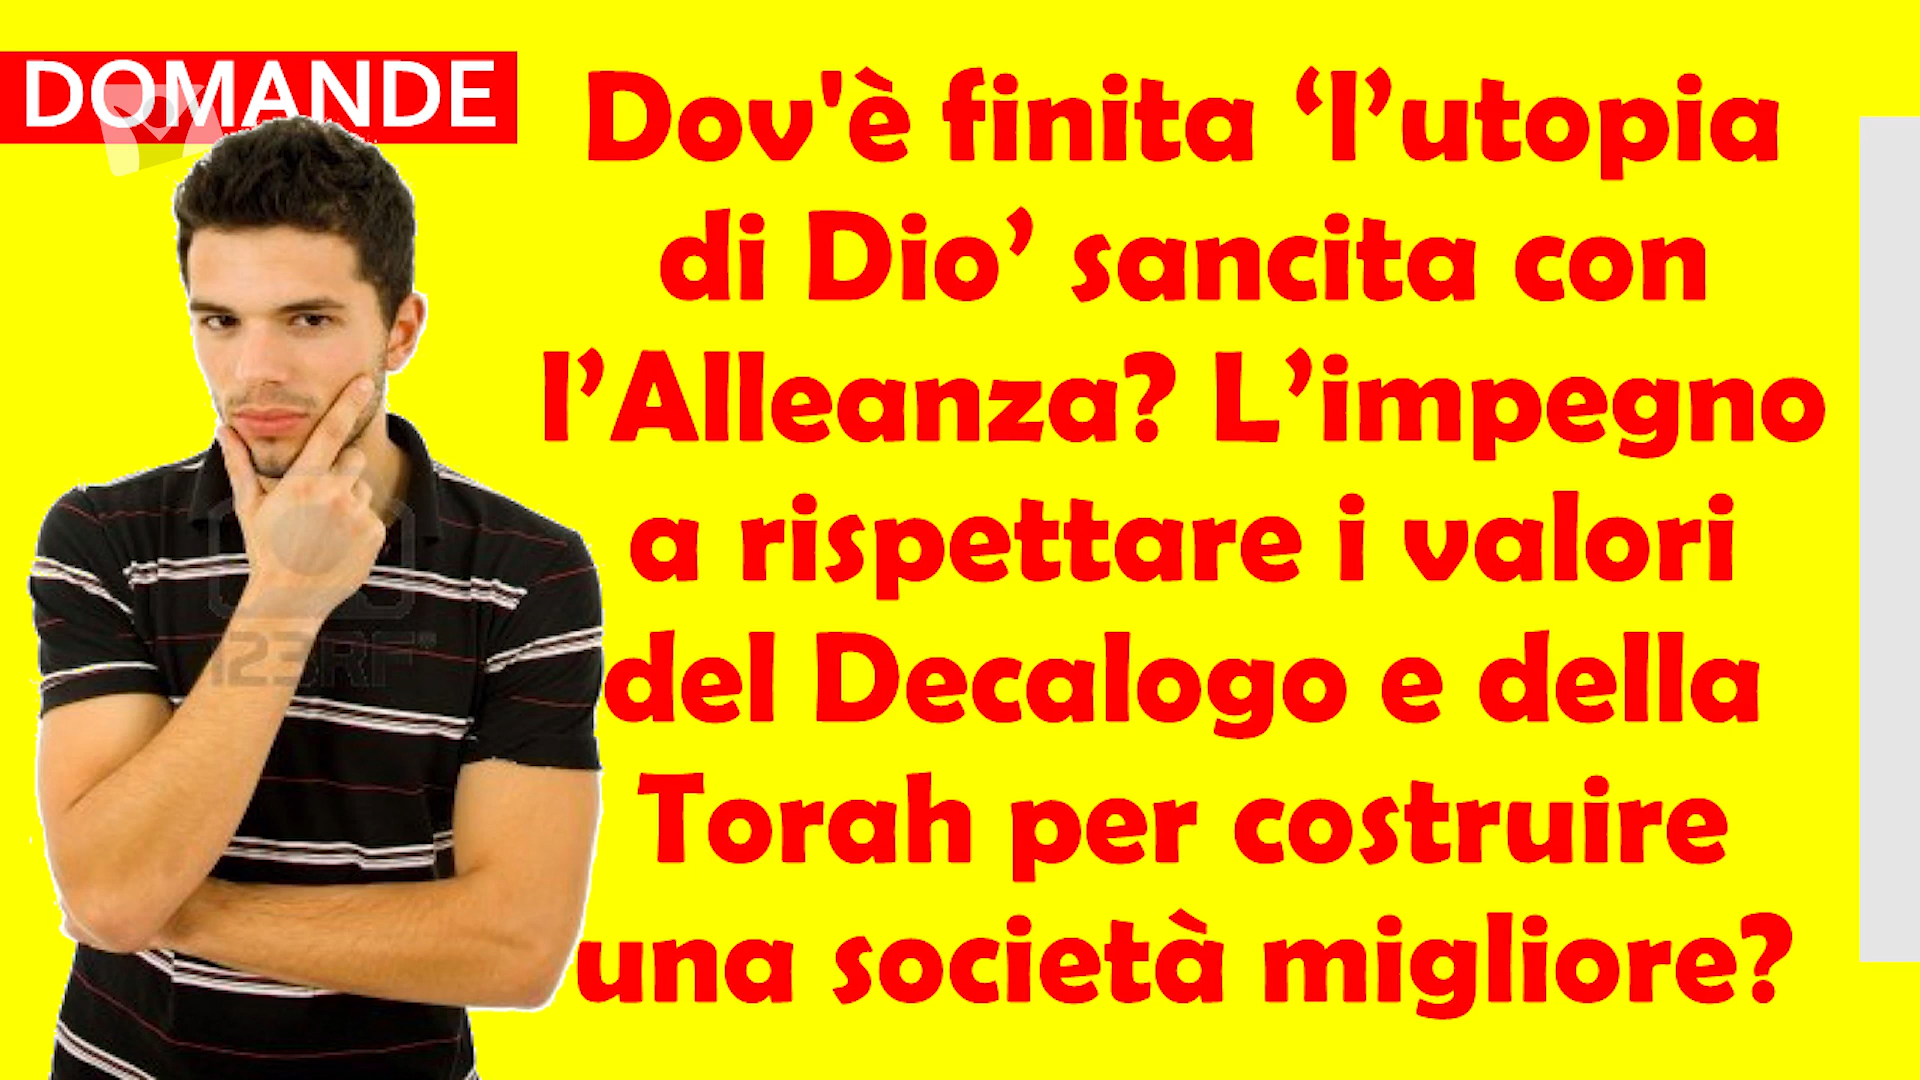 DOMANDE
Dov'è finita ‘l’utopia
di Dio’ sancita con
l’Alleanza? L’impegno
a rispettare i valori
del Decalogo e della
Torah per costruire
una società migliore?
123RF®